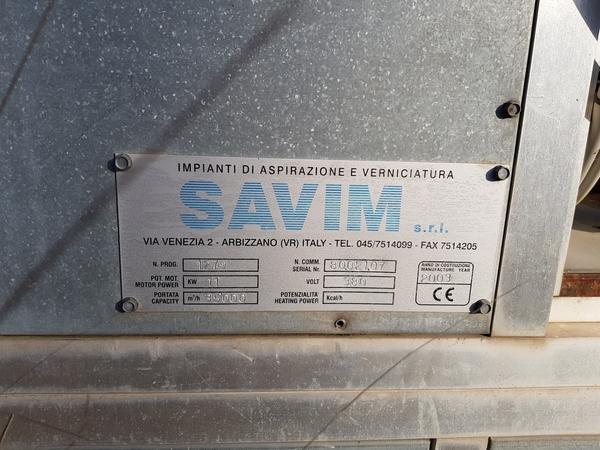 IMPIANTI DI ASPIRAZIONE E VERNICIATURA
SAVIM s.r.l.
VIA VENEZIA 2 - ARBIZZANO (VR) ITALY - TEL. 045/7514099 - FAX 7514205
N. PROG. N. COMM. SERIAL Nr. ANNO DI COSTRUZIONE MANUFACTURE YEAR 2003
POT. MOT. MOTOR POWER KW 11 VOLT 380
PORTATA CAPACITY m³/h POTENZIALITA' HEATING POWER Kcal/h CE